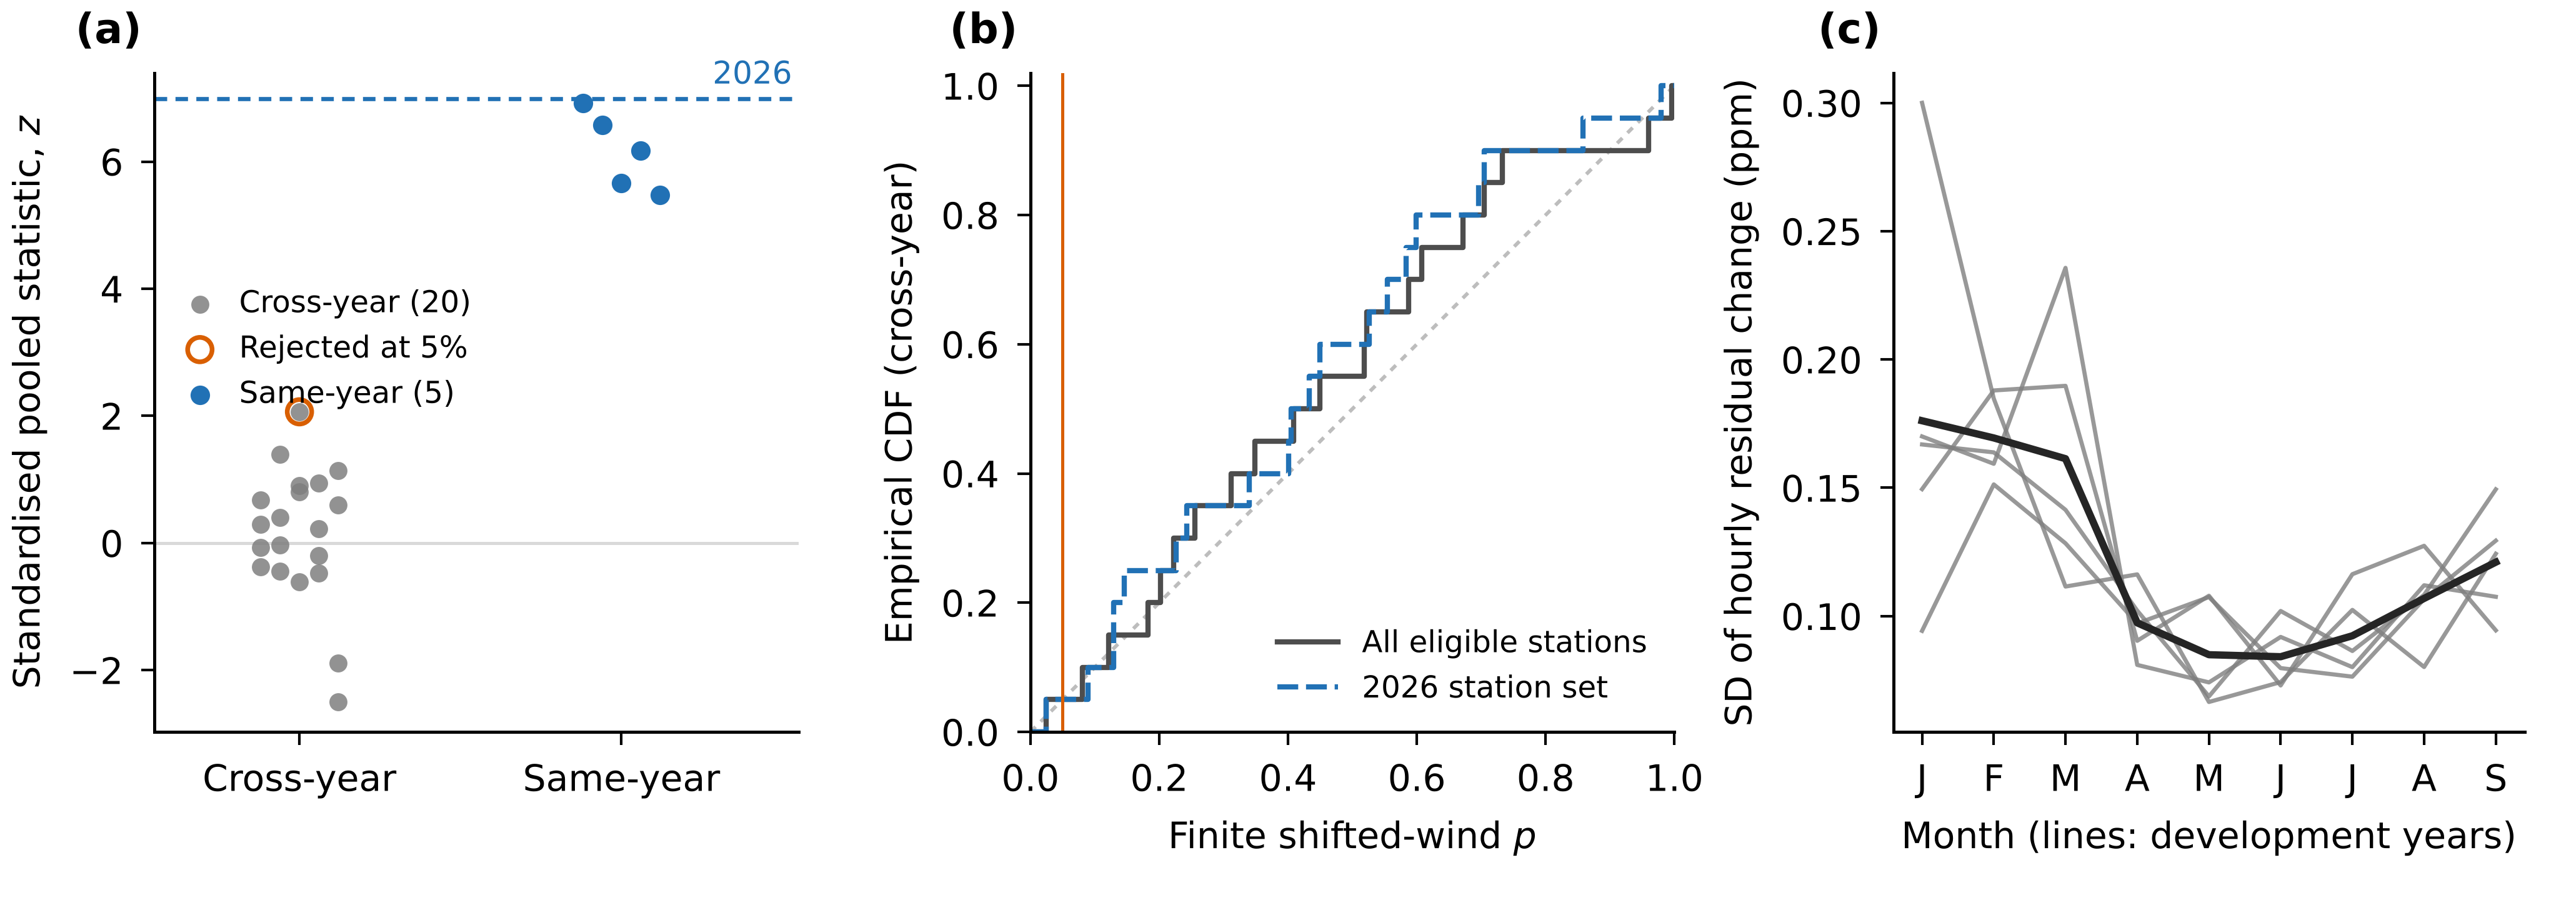 (a)
2026
Standardised pooled statistic, z
6
4
2
0
−2
Cross-year (20)
Rejected at 5%
Same-year (5)
Cross-year
Same-year
(b)
Empirical CDF (cross-year)
1.0
0.8
0.6
0.4
0.2
0.0
All eligible stations
2026 station set
0.0 0.2 0.4 0.6 0.8 1.0
Finite shifted-wind p
(c)
SD of hourly residual change (ppm)
0.30
0.25
0.20
0.15
0.10
J F M A M J J A S
Month (lines: development years)